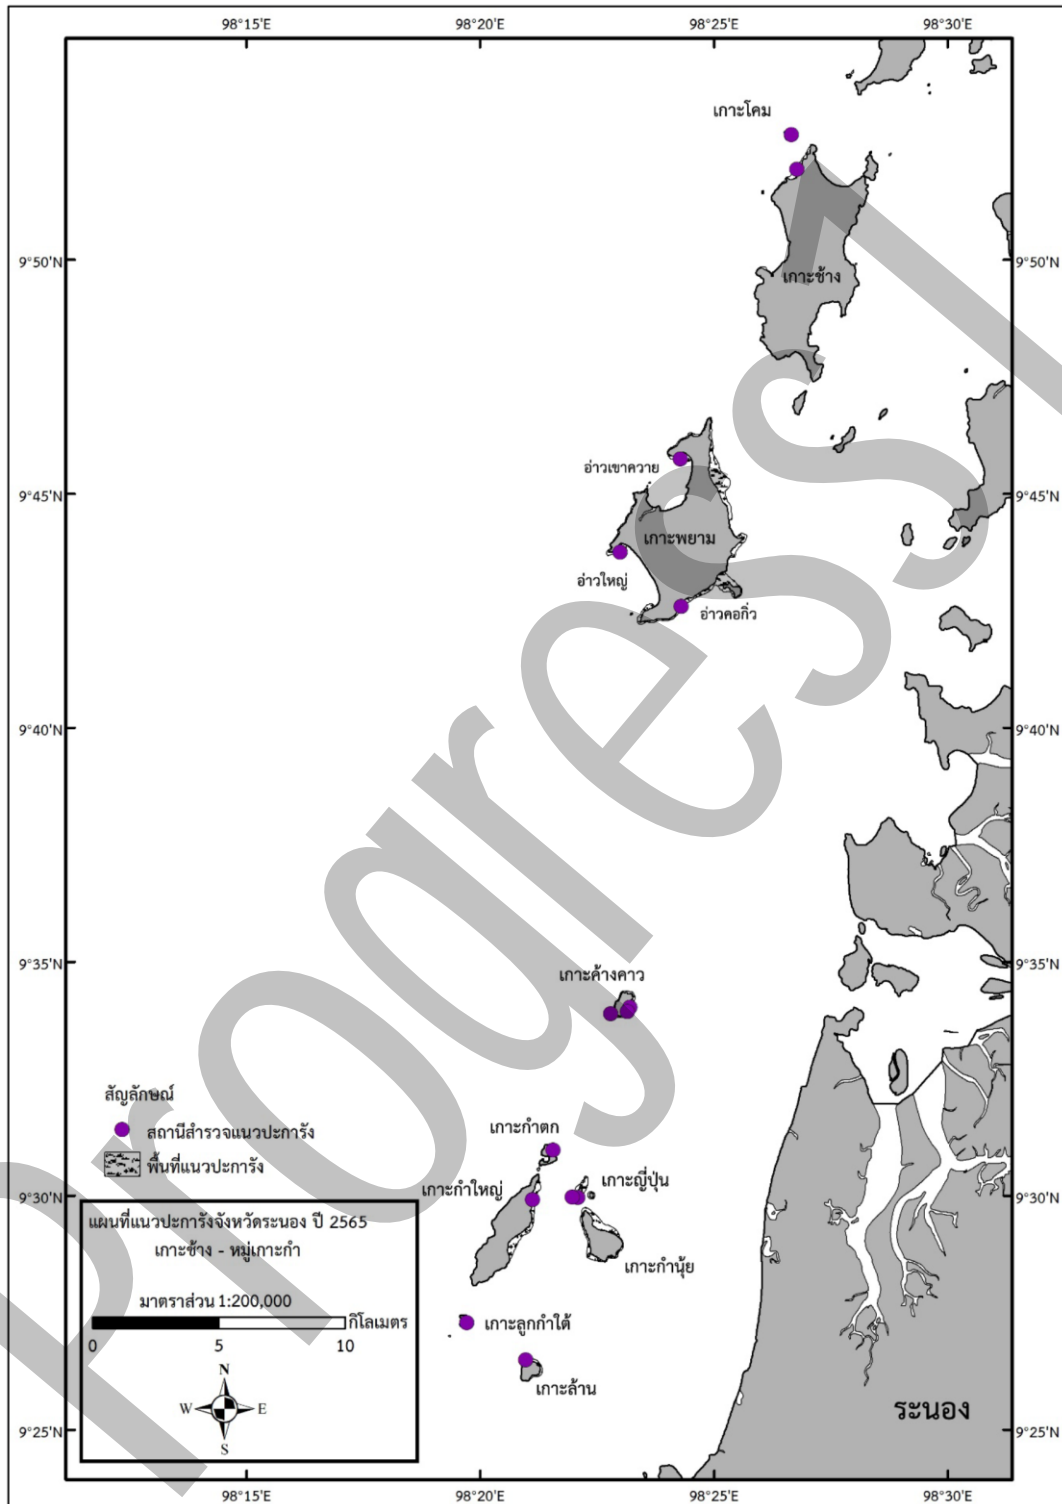 98°15'E 98°20'E 98°25'E 98°30'E
เกาะโคม
9°50'N 9°50'N
เกาะช้าง
อ่าวเขาควาย
9°45'N 9°45'N
เกาะพยาม
อ่าวใหญ่
อ่าวคอกิ่ว
9°40'N 9°40'N
9°35'N 9°35'N
เกาะค้างคาว
สัญลักษณ์
สถานีสำรวจแนวปะการัง
พื้นที่แนวปะการัง
เกาะกำตก
เกาะกำใหญ่
เกาะญี่ปุ่น
9°30'N 9°30'N
แผนที่แนวปะการังจังหวัดระนอง ปี 2565
เกาะช้าง - หมู่เกาะกำ
เกาะกำนุ้ย
มาตราส่วน 1:200,000
กิโลเมตร
0 5 10
เกาะลูกกำใต้
เกาะล้าน
N
W E
S
ระนอง
9°25'N 9°25'N
98°15'E 98°20'E 98°25'E 98°30'E
Progress1